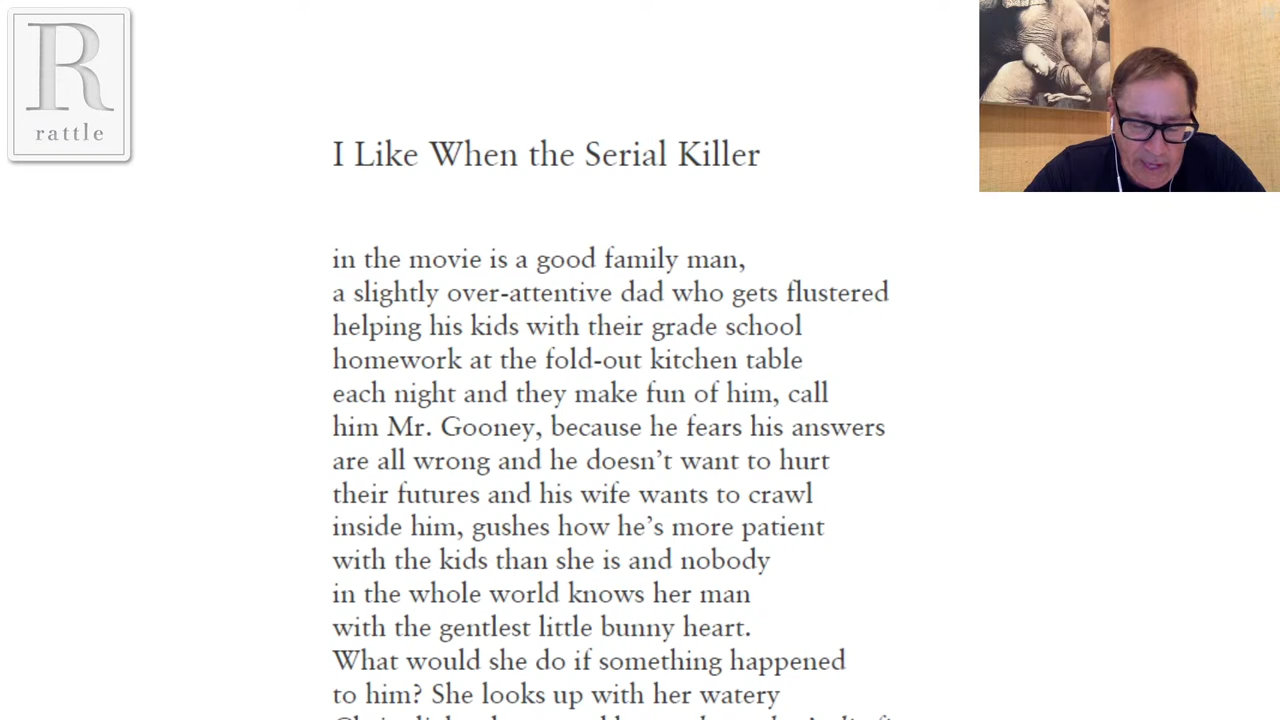 R
rattle
I Like When the Serial Killer
in the movie is a good family man,
a slightly over-attentive dad who gets flustered
helping his kids with their grade school
homework at the fold-out kitchen table
each night and they make fun of him, call
him Mr. Gooney, because he fears his answers
are all wrong and he doesn’t want to hurt
their futures and his wife wants to crawl
inside him, gushes how he’s more patient
with the kids than she is and nobody
in the whole world knows her man
with the gentlest little bunny heart.
What would she do if something happened
to him? She looks up with her watery